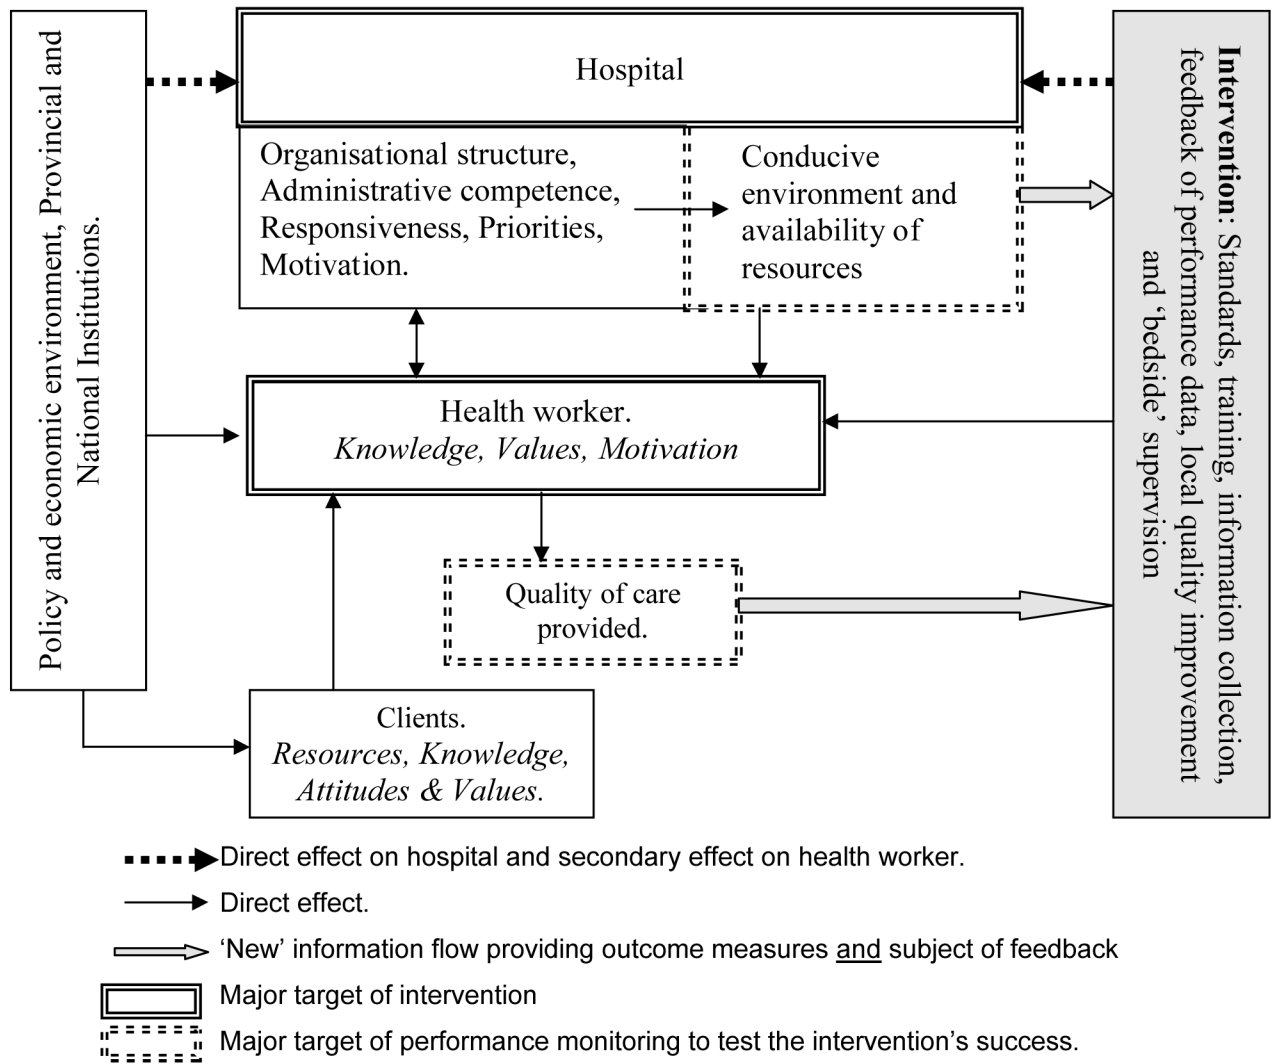 Policy and economic environment, Provincial and
National Institutions.
Hospital
Organisational structure,
Administrative competence,
Responsiveness, Priorities,
Motivation.
Conducive
environment and
availability of
resources
Health worker.
Knowledge, Values, Motivation
Quality of care
provided.
Clients.
Resources, Knowledge,
Attitudes & Values.
Intervention: Standards, training, information collection,
feedback of performance data, local quality improvement
and ‘bedside’ supervision
Direct effect on hospital and secondary effect on health worker.
Direct effect.
‘New’ information flow providing outcome measures and subject of feedback
Major target of intervention
Major target of performance monitoring to test the intervention’s success.